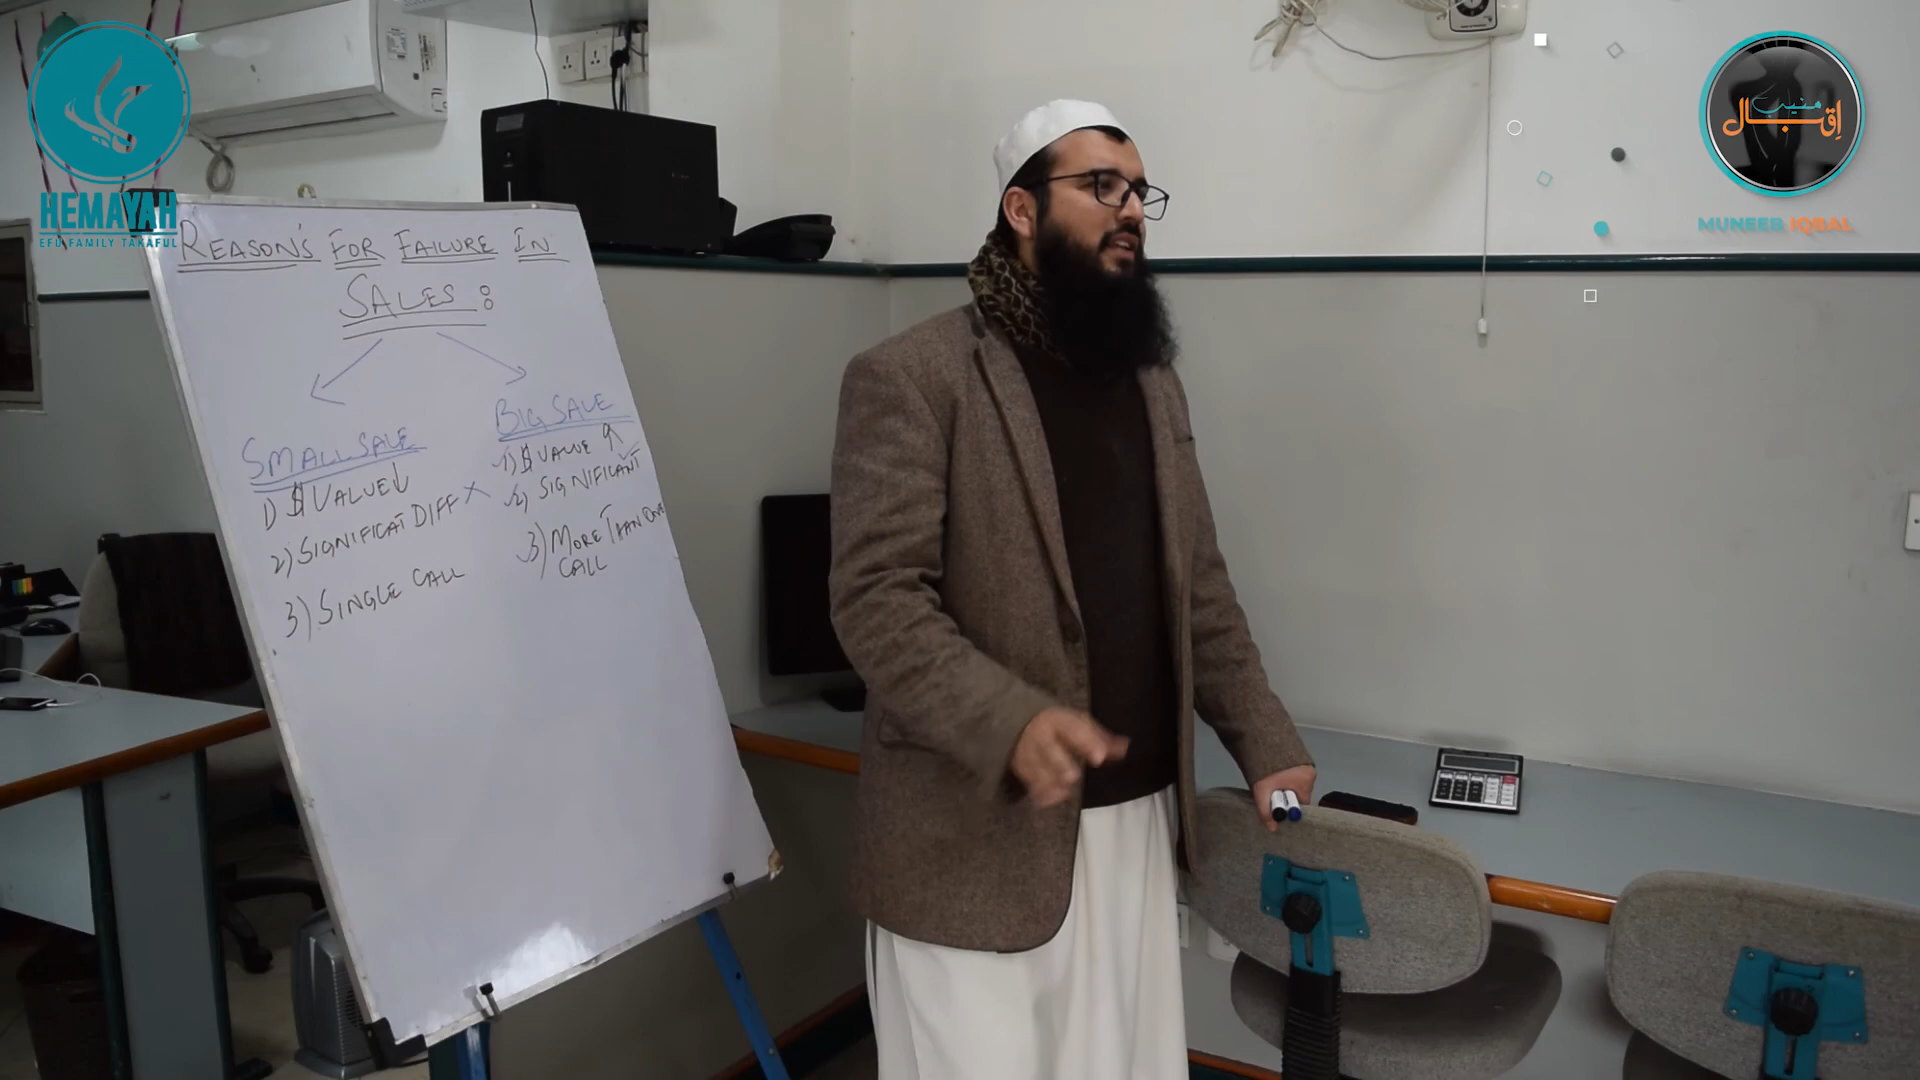 HEMAYAH
EFU FAMILY TAKAFUL
منیب
اِقبال
MUNEEB IQBAL
REASON'S FOR FAILURE IN
SALES :
SMALL SALE
1) $ VALUE ↓
2) SIGNIFICAT DIFF X
3) SINGLE CALL
BIG SALE
1) $ VALUE ↑
2) SIGNIFICANT
3) MORE THAN ONE
CALL